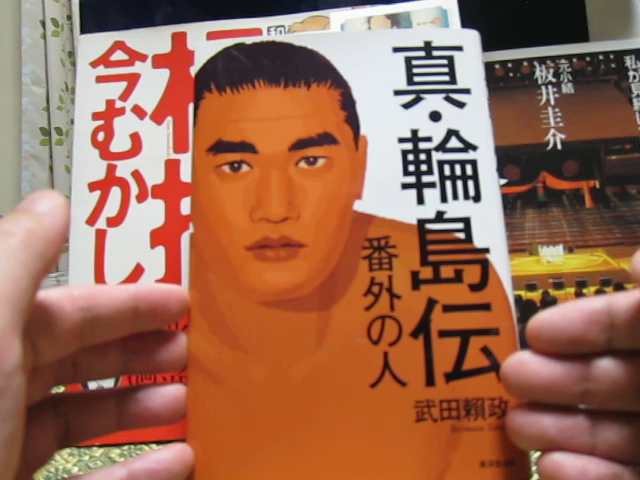 真・輪島伝
番外の人
武田頼政
今むかし
元小結
板井圭介